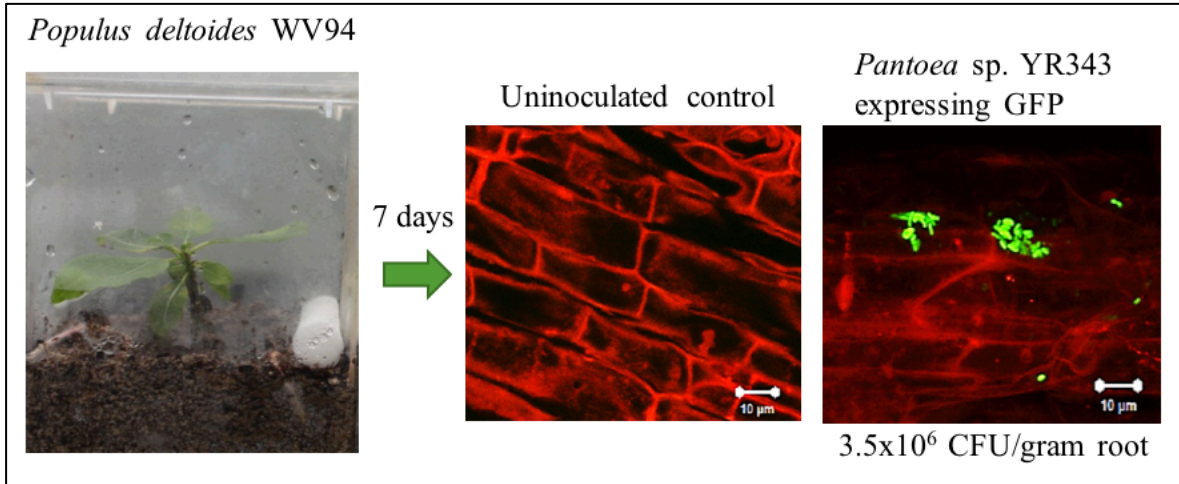 Populus deltoides WV94
7 days
Uninoculated control
10 µm
Pantoea sp. YR343
expressing GFP
10 µm
3.5x10⁶ CFU/gram root